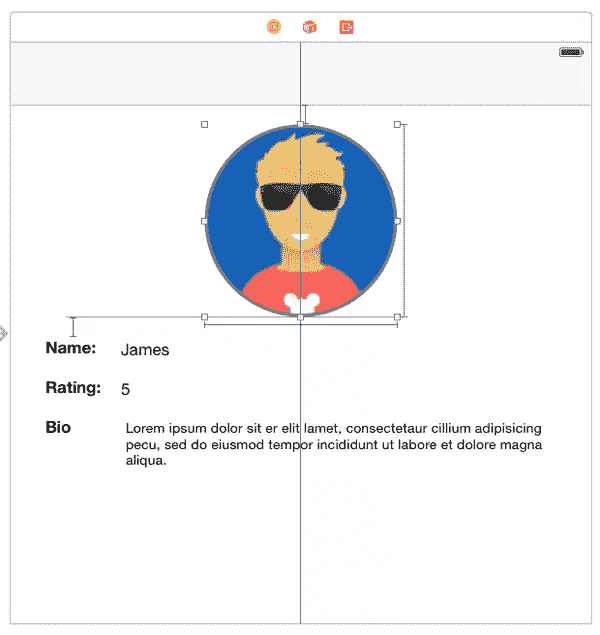 Name: James
Rating: 5
Bio Lorem ipsum dolor sit er elit lamet, consectetaur cillium adipisicing
pecu, sed do eiusmod tempor incididunt ut labore et dolore magna
aliqua.